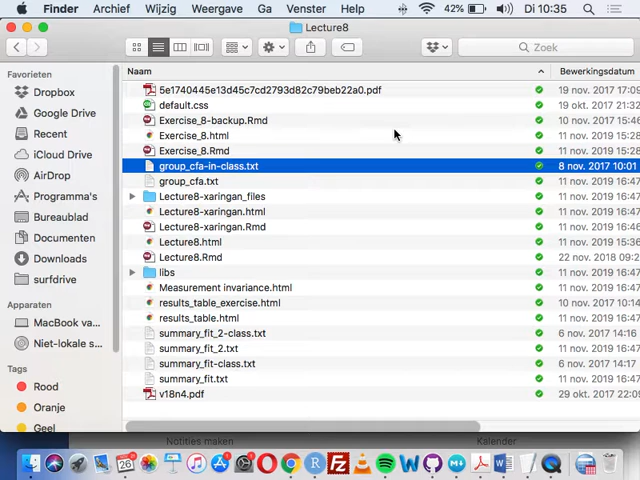 Finder Archief Wijzig Weergave Ga Venster Help 42% Di 10:35
Lecture8
Zoek
Favorieten
Dropbox
Google Drive
Recent
iCloud Drive
AirDrop
Programma's
Bureaublad
Documenten
Downloads
surfdrive
Apparaten
MacBook va...
Niet-lokale s...
Tags
Rood
Oranje
Geel
Naam Bewerkingsdatum
5e1740445e13d45c7cd2793d82c79beb22a0.pdf 19 nov. 2017 17:09
default.css 19 okt. 2017 21:32
Exercise_8-backup.Rmd 10 nov. 2017 15:46
Exercise_8.html 11 nov. 2019 15:28
Exercise_8.Rmd 11 nov. 2019 15:28
group_cfa-in-class.txt 8 nov. 2017 10:01
group_cfa.txt 11 nov. 2019 16:47
Lecture8-xaringan_files 11 nov. 2019 16:47
Lecture8-xaringan.html 11 nov. 2019 16:47
Lecture8-xaringan.Rmd 11 nov. 2019 16:47
Lecture8.html 11 nov. 2019 15:36
Lecture8.Rmd 22 nov. 2018 09:2
libs 11 nov. 2019 16:47
Measurement invariance.html 11 nov. 2019 16:47
results_table_exercise.html 10 nov. 2017 14:16
results_table.html 11 nov. 2019 16:47
summary_fit_2-class.txt 6 nov. 2017 14:16
summary_fit_2.txt 11 nov. 2019 16:47
summary_fit-class.txt 6 nov. 2017 14:16
summary_fit.txt 11 nov. 2019 16:47
v18n4.pdf 29 okt. 2017 22:09
Notities maken Kalender
26